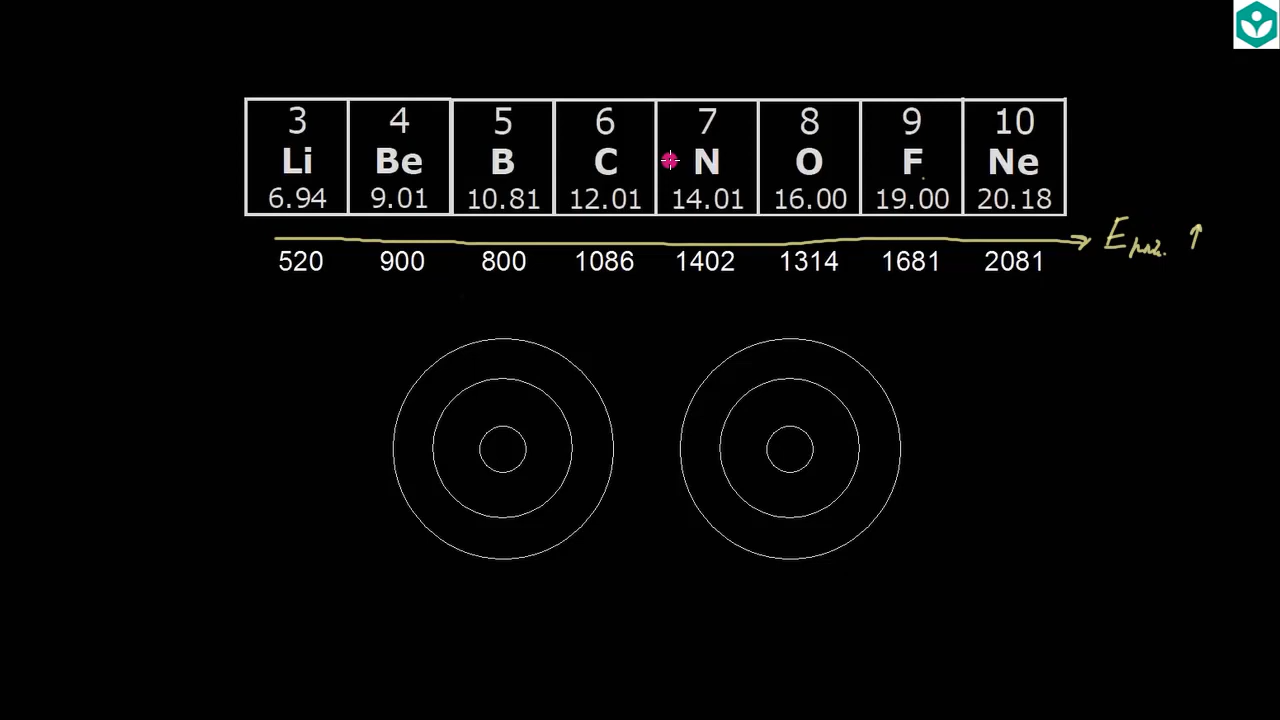 3 4 5 6 7 8 9 10
Li Be B C N O F Ne
6.94 9.01 10.81 12.01 14.01 16.00 19.00 20.18
E ↑
520 900 800 1086 1402 1314 1681 2081